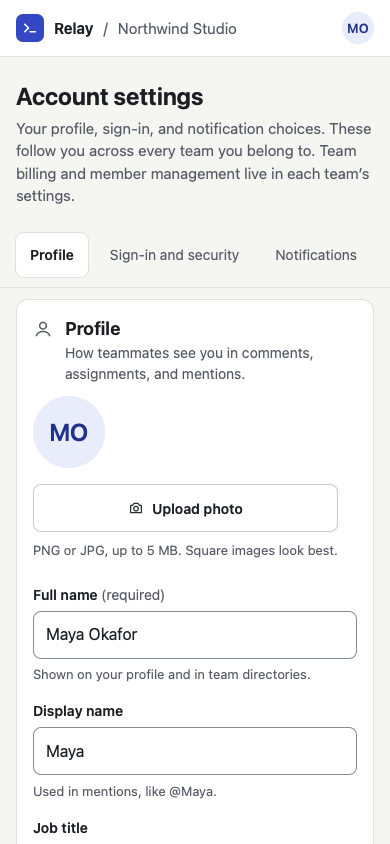 Relay / Northwind Studio
MO
Account settings
Your profile, sign-in, and notification choices. These
follow you across every team you belong to. Team
billing and member management live in each team’s
settings.
Profile
Sign-in and security
Notifications
Profile
How teammates see you in comments,
assignments, and mentions.
MO
Upload photo
PNG or JPG, up to 5 MB. Square images look best.
Full name (required)
Maya Okafor
Shown on your profile and in team directories.
Display name
Maya
Used in mentions, like @Maya.
Job title